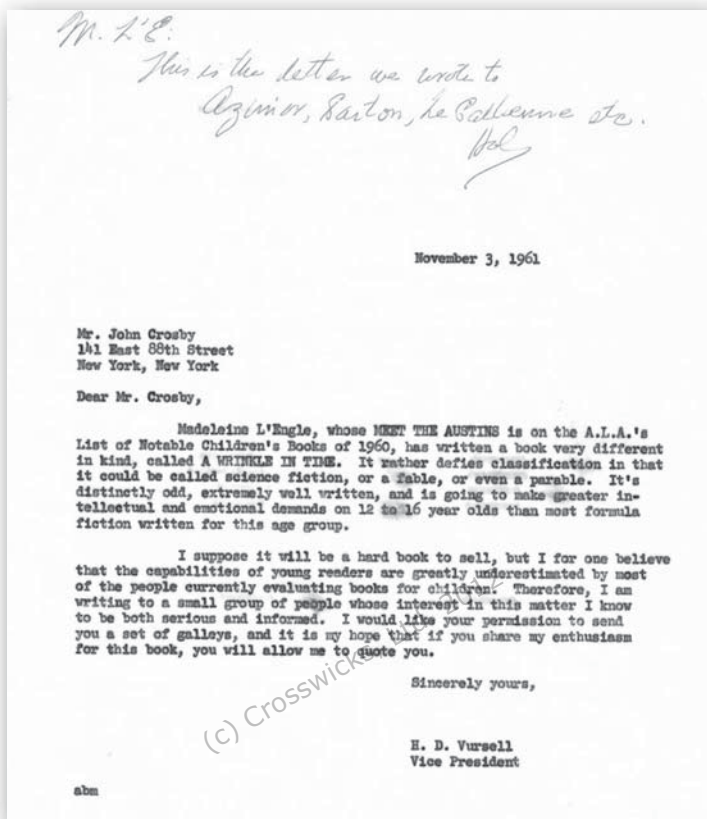 M. L'E:
This is the letter we wrote to
Azimov, Sarton, Le Gallienne etc.
Hal
November 3, 1961
Mr. John Crosby
141 East 88th Street
New York, New York
Dear Mr. Crosby,
Madeleine L'Engle, whose MEET THE AUSTINS is on the A.L.A.'s
List of Notable Children's Books of 1960, has written a book very different
in kind, called A WRINKLE IN TIME. It rather defies classification in that
it could be called science fiction, or a fable, or even a parable. It's
distinctly odd, extremely well written, and is going to make greater in-
tellectual and emotional demands on 12 to 16 year olds than most formula
fiction written for this age group.
I suppose it will be a hard book to sell, but I for one believe
that the capabilities of young readers are greatly underestimated by most
of the people currently evaluating books for children. Therefore, I am
writing to a small group of people whose interest in this matter I know
to be both serious and informed. I would like your permission to send
you a set of galleys, and it is my hope that if you share my enthusiasm
for this book, you will allow me to quote you.
Sincerely yours,
H. D. Vursell
Vice President
abm
(c) Crosswicks, Ltd. 2012